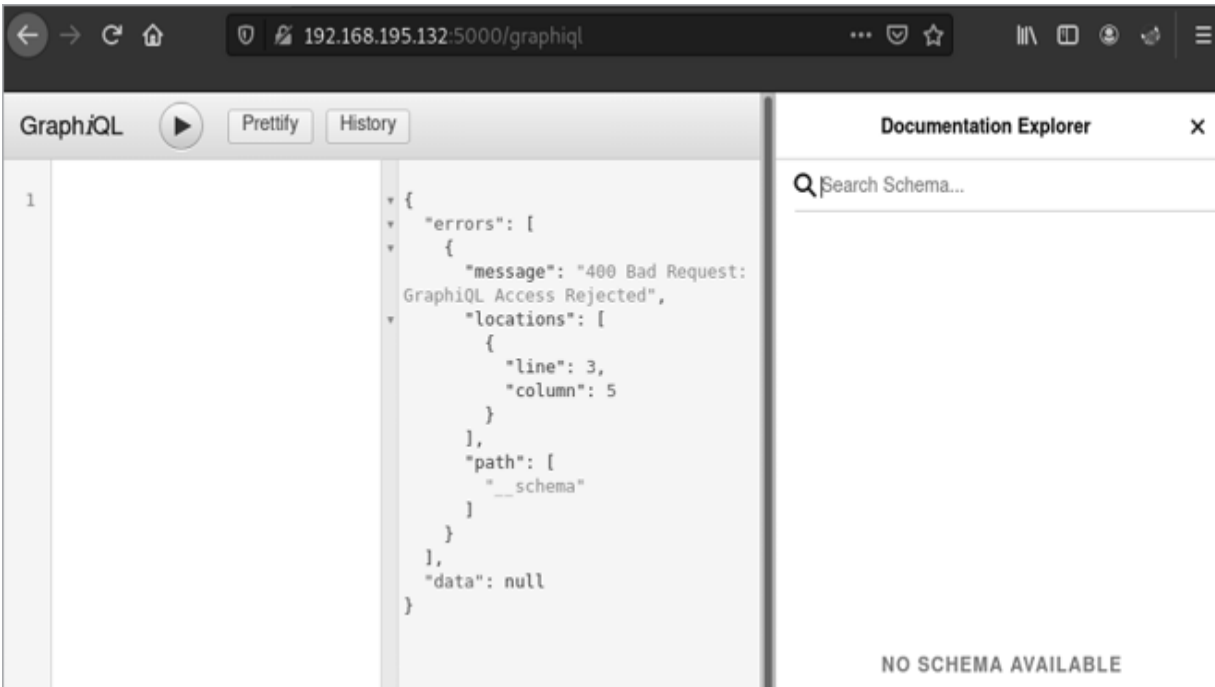 192.168.195.132:5000/graphiql
GraphiQL
Prettify
History
Documentation Explorer
Search Schema...
1
{
"errors": [
{
"message": "400 Bad Request:
GraphiQL Access Rejected",
"locations": [
{
"line": 3,
"column": 5
}
],
"path": [
"__schema"
]
}
],
"data": null
}
NO SCHEMA AVAILABLE